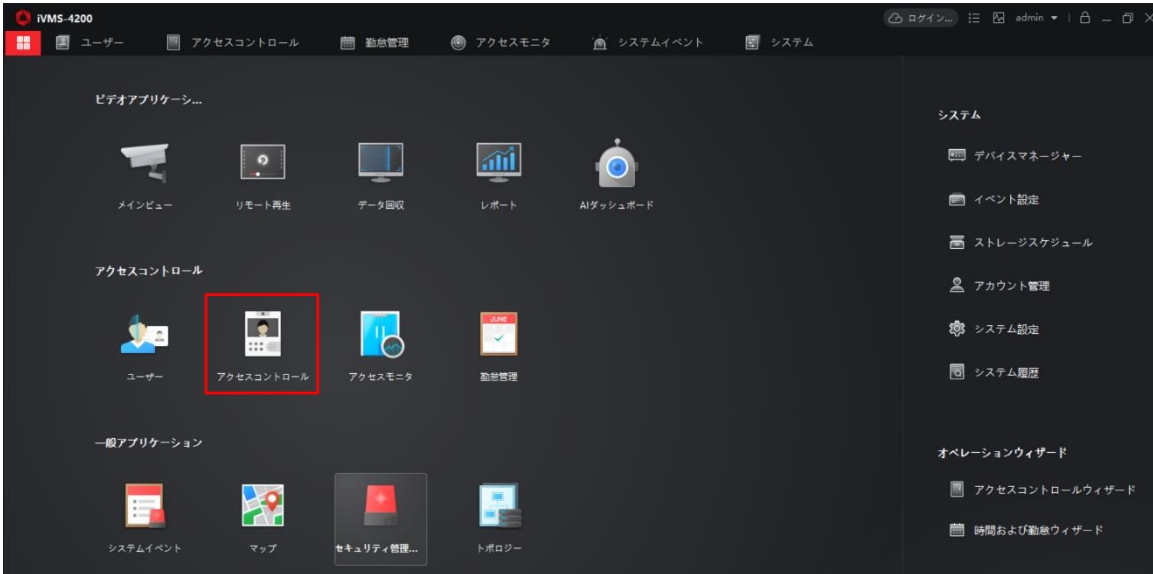 iVMS-4200
ログイン...
admin
ユーザー
アクセスコントロール
勤怠管理
アクセスモニタ
システムイベント
システム
ビデオアプリケーシ...
メインビュー
リモート再生
データ回収
レポート
AIダッシュボード
アクセスコントロール
ユーザー
アクセスコントロール
アクセスモニタ
JUNE
勤怠管理
一般アプリケーション
システムイベント
マップ
セキュリティ管理...
トポロジー
システム
デバイスマネージャー
イベント設定
ストレージスケジュール
アカウント管理
システム設定
システム履歴
オペレーションウィザード
アクセスコントロールウィザード
時間および勤怠ウィザード